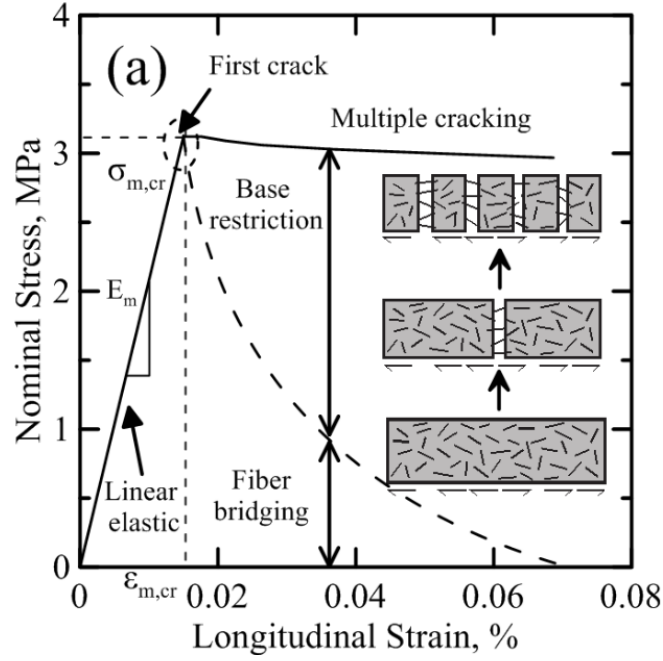 4
(a)
First crack
Multiple cracking
3
σm,cr
Base
restriction
Nominal Stress, MPa
2
Em
1
Linear
elastic
Fiber
bridging
0
0
εm,cr
0.02
0.04
0.06
0.08
Longitudinal Strain, %